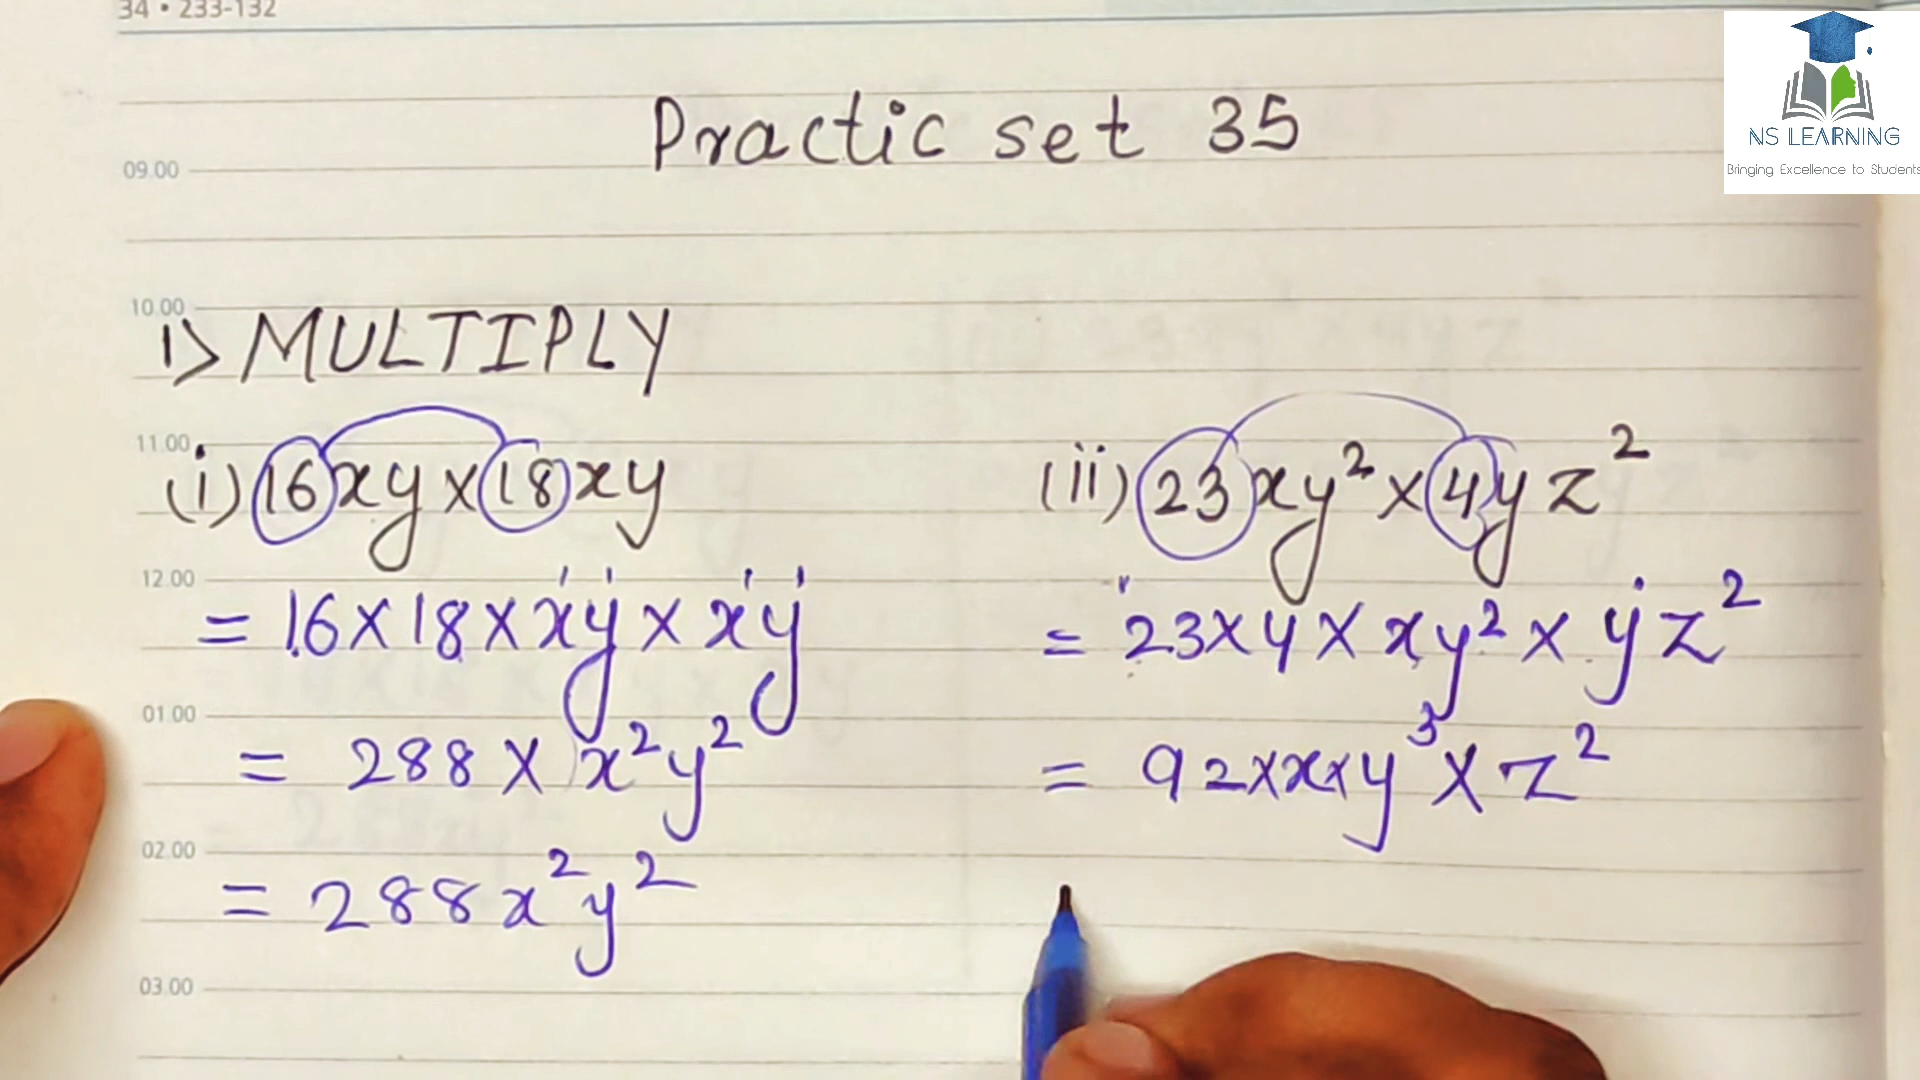 34 • 233-132
NS LEARNING
Bringing Excellence to Students
Practic set 35
09.00
10.00
1> MULTIPLY
11.00
(i) 16xy x 18xy
(ii) 23xy² x 4yz²
12.00
= 16 x 18 x xy x xy
= 23 x 4 x xy² x yz²
01.00
= 288 x x²y²
= 92 x x x y³ x z²
02.00
= 288x²y²
03.00